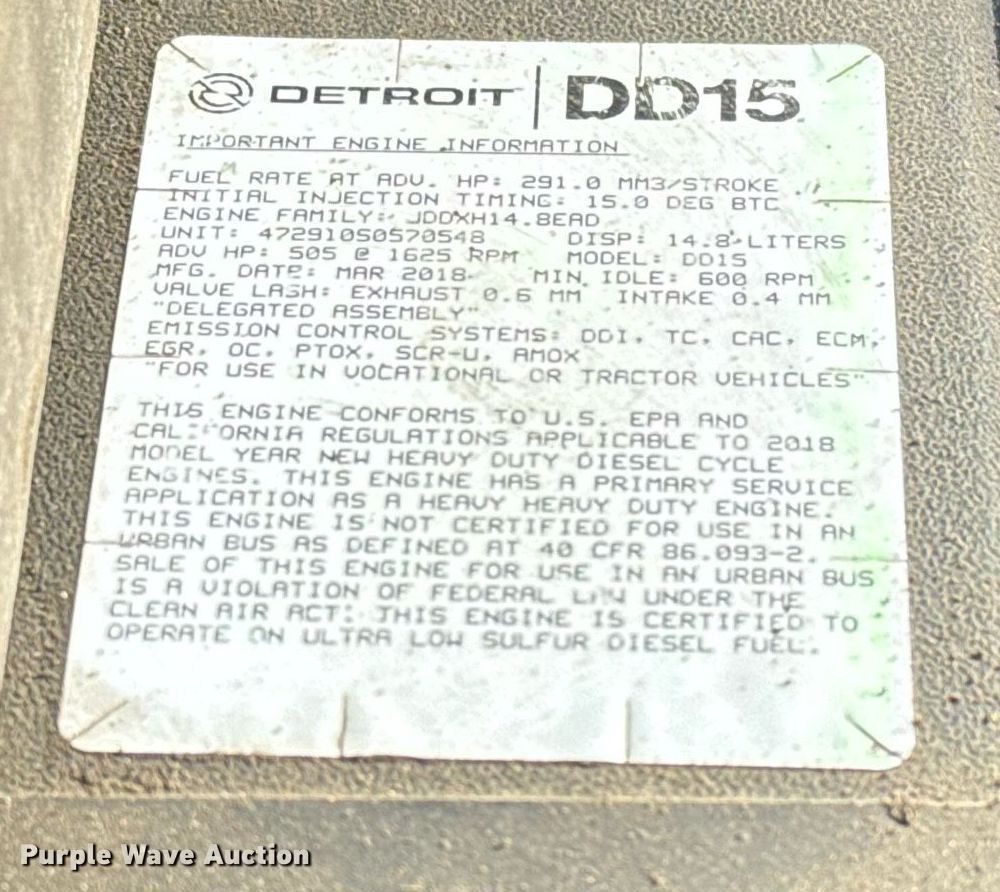 DETROIT | DD15
IMPORTANT ENGINE INFORMATION
FUEL RATE AT ADV. HP: 291.0 MM3/STROKE
INITIAL INJECTION TIMING: 15.0 DEG BTC
ENGINE FAMILY: JDDXH14.8EAD
UNIT: 472910S0570548 DISP: 14.8 LITERS
ADV HP: 505 @ 1625 RPM MODEL: DD15
MFG. DATE: MAR 2018 MIN. IDLE: 600 RPM
VALVE LASH: EXHAUST 0.6 MM INTAKE 0.4 MM
"DELEGATED ASSEMBLY"
EMISSION CONTROL SYSTEMS: DDI, TC, CAC, ECM,
EGR, OC, PTOX, SCR-U, AMOX
"FOR USE IN VOCATIONAL OR TRACTOR VEHICLES"
THIS ENGINE CONFORMS TO U.S. EPA AND
CALIFORNIA REGULATIONS APPLICABLE TO 2018
MODEL YEAR NEW HEAVY DUTY DIESEL CYCLE
ENGINES. THIS ENGINE HAS A PRIMARY SERVICE
APPLICATION AS A HEAVY HEAVY DUTY ENGINE.
THIS ENGINE IS NOT CERTIFIED FOR USE IN AN
URBAN BUS AS DEFINED AT 40 CFR 86.093-2.
SALE OF THIS ENGINE FOR USE IN AN URBAN BUS
IS A VIOLATION OF FEDERAL LAW UNDER THE
CLEAN AIR ACT. THIS ENGINE IS CERTIFIED TO
OPERATE ON ULTRA LOW SULFUR DIESEL FUEL.
Purple Wave Auction